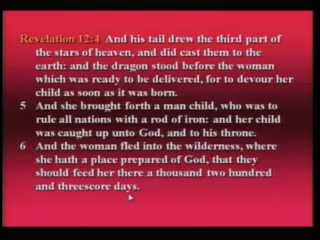 Revelation 12:4 And his tail drew the third part of
the stars of heaven, and did cast them to the
earth: and the dragon stood before the woman
which was ready to be delivered, for to devour her
child as soon as it was born.
5 And she brought forth a man child, who was to
rule all nations with a rod of iron: and her child
was caught up unto God, and to his throne.
6 And the woman fled into the wilderness, where
she hath a place prepared of God, that they
should feed her there a thousand two hundred
and threescore days.